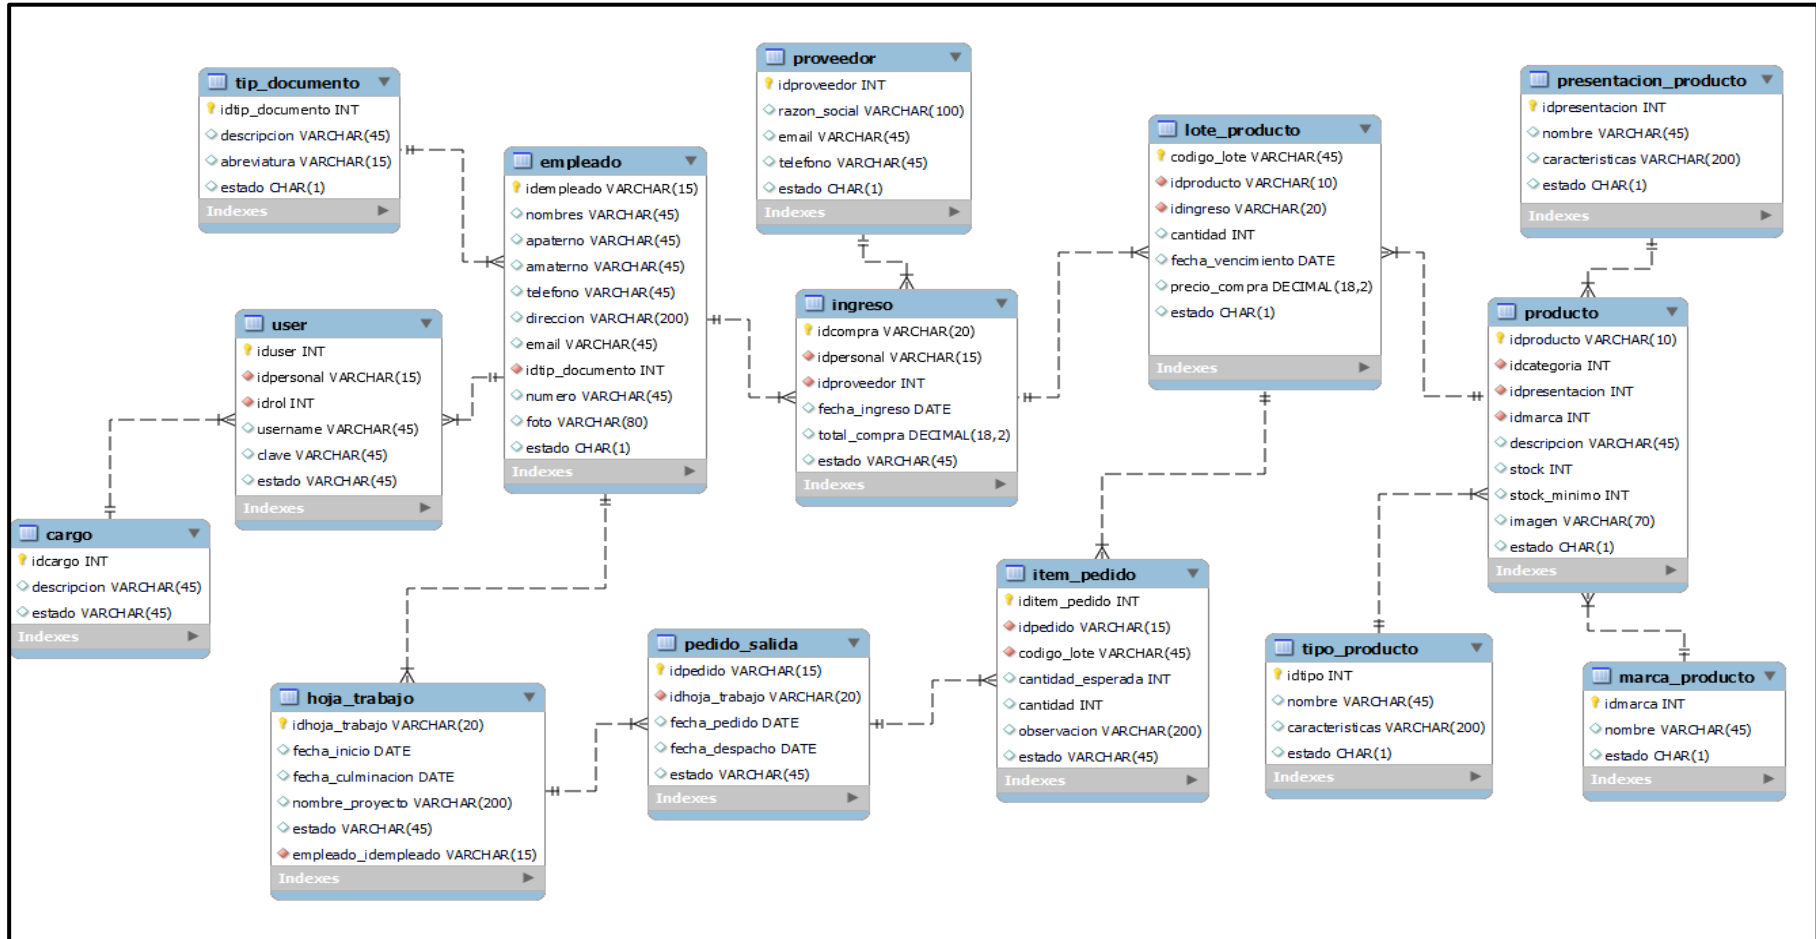 tip_documento
idtip_documento INT
descripcion VARCHAR(45)
abreviatura VARCHAR(15)
estado CHAR(1)
Indexes
empleado
idempleado VARCHAR(15)
nombres VARCHAR(45)
apaterno VARCHAR(45)
amaterno VARCHAR(45)
telefono VARCHAR(45)
direccion VARCHAR(200)
email VARCHAR(45)
idtip_documento INT
numero VARCHAR(45)
foto VARCHAR(80)
estado CHAR(1)
Indexes
proveedor
idproveedor INT
razon_social VARCHAR(100)
email VARCHAR(45)
telefono VARCHAR(45)
estado CHAR(1)
Indexes
lote_producto
codigo_lote VARCHAR(45)
idproducto VARCHAR(10)
idingreso VARCHAR(20)
cantidad INT
fecha_vencimiento DATE
precio_compra DECIMAL(18,2)
estado CHAR(1)
Indexes
presentacion_producto
idpresentacion INT
nombre VARCHAR(45)
caracteristicas VARCHAR(200)
estado CHAR(1)
Indexes
user
iduser INT
idpersonal VARCHAR(15)
idrol INT
username VARCHAR(45)
clave VARCHAR(45)
estado VARCHAR(45)
Indexes
ingreso
idcompra VARCHAR(20)
idpersonal VARCHAR(15)
idproveedor INT
fecha_ingreso DATE
total_compra DECIMAL(18,2)
estado VARCHAR(45)
Indexes
producto
idproducto VARCHAR(10)
idcategoria INT
idpresentacion INT
idmarca INT
descripcion VARCHAR(45)
stock INT
stock_minimo INT
imagen VARCHAR(70)
estado CHAR(1)
Indexes
cargo
idcargo INT
descripcion VARCHAR(45)
estado VARCHAR(45)
Indexes
hoja_trabajo
idhoja_trabajo VARCHAR(20)
fecha_inicio DATE
fecha_culminacion DATE
nombre_proyecto VARCHAR(200)
estado VARCHAR(45)
empleado_idempleado VARCHAR(15)
Indexes
pedido_salida
idpedido VARCHAR(15)
idhoja_trabajo VARCHAR(20)
fecha_pedido DATE
fecha_despacho DATE
estado VARCHAR(45)
Indexes
item_pedido
iditem_pedido INT
idpedido VARCHAR(15)
codigo_lote VARCHAR(45)
cantidad_esperada INT
cantidad INT
observacion VARCHAR(200)
estado VARCHAR(45)
Indexes
tipo_producto
idtipo INT
nombre VARCHAR(45)
caracteristicas VARCHAR(200)
estado CHAR(1)
Indexes
marca_producto
idmarca INT
nombre VARCHAR(45)
estado CHAR(1)
Indexes